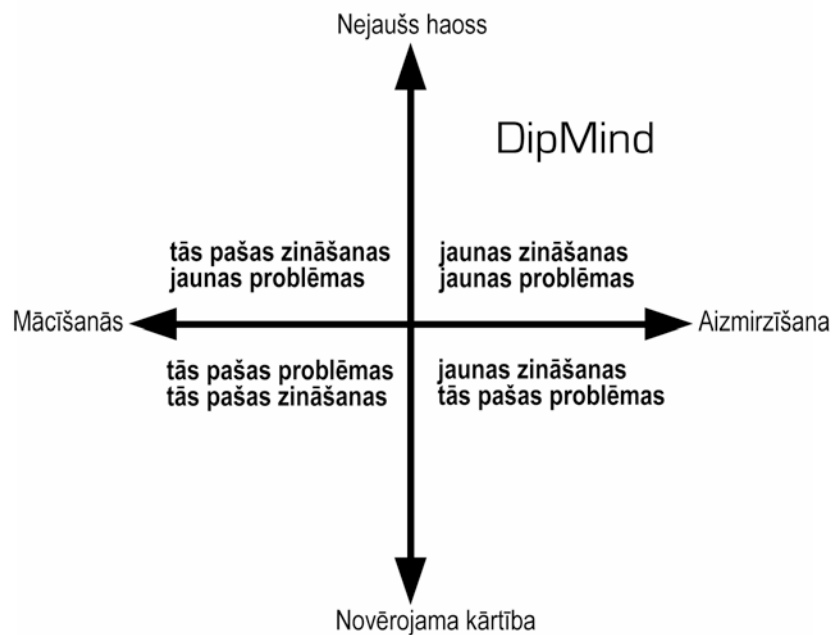 Nejaušs haoss
DipMind
tās pašas zināšanas
jaunas problēmas
jaunas zināšanas
jaunas problēmas
Mācīšanās
Aizmirzīšana
tās pašas problēmas
tās pašas zināšanas
jaunas zināšanas
tās pašas problēmas
Novērojama kārtība